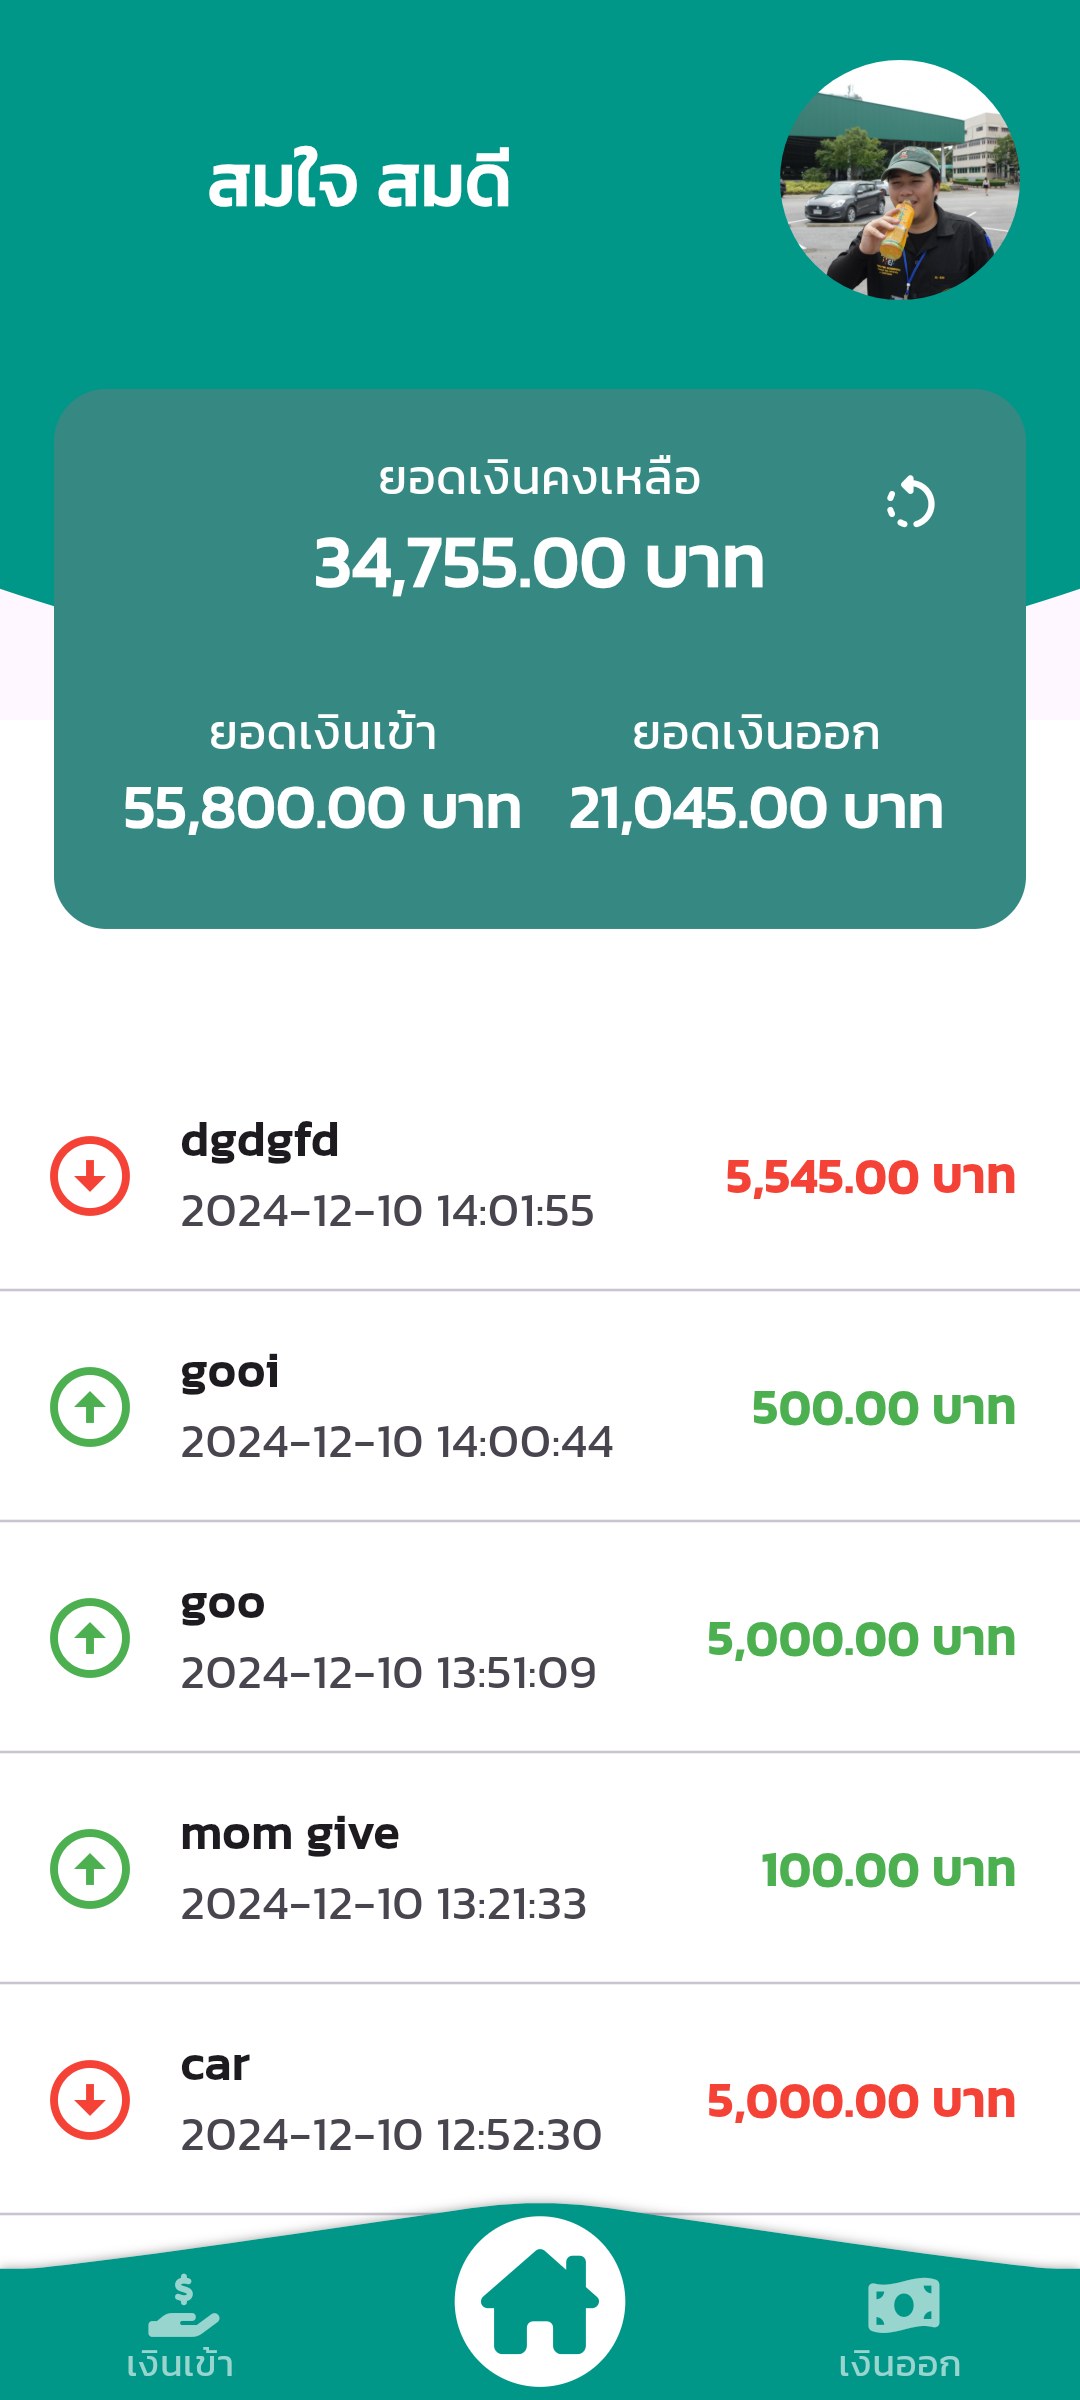 สมใจ สมดี
ยอดเงินคงเหลือ
34,755.00 บาท
ยอดเงินเข้า
55,800.00 บาท
ยอดเงินออก
21,045.00 บาท
dgdgfd
2024-12-10 14:01:55
5,545.00 บาท
gooi
2024-12-10 14:00:44
500.00 บาท
goo
2024-12-10 13:51:09
5,000.00 บาท
mom give
2024-12-10 13:21:33
100.00 บาท
car
2024-12-10 12:52:30
5,000.00 บาท
เงินเข้า
เงินออก